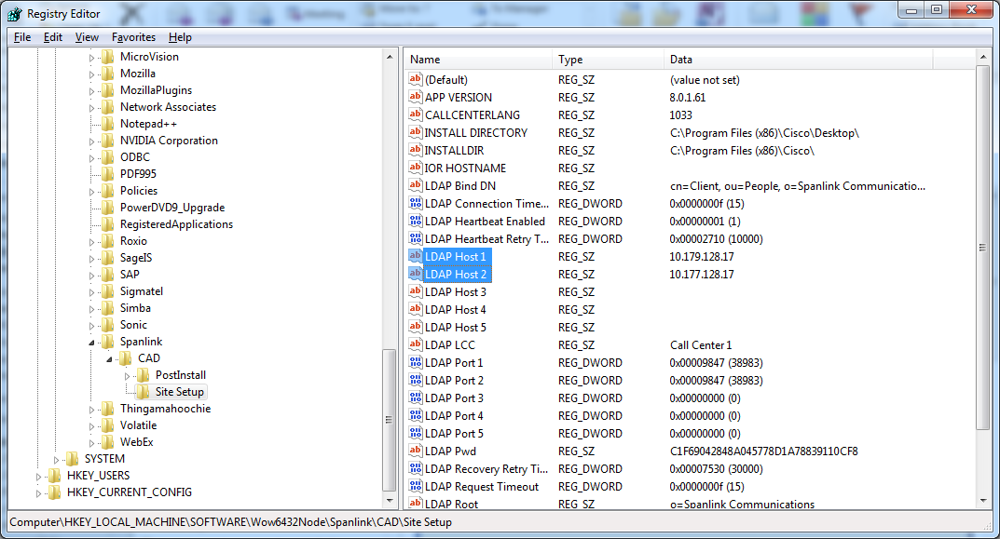 Registry Editor
File Edit View Favorites Help
MicroVision
Mozilla
MozillaPlugins
Network Associates
Notepad++
NVIDIA Corporation
ODBC
PDF995
Policies
PowerDVD9_Upgrade
RegisteredApplications
Roxio
SageIS
SAP
Sigmatel
Simba
Sonic
Spanlink
CAD
PostInstall
Site Setup
Thingamahoochie
Volatile
WebEx
SYSTEM
HKEY_USERS
HKEY_CURRENT_CONFIG
Name Type Data
(Default) REG_SZ (value not set)
APP VERSION REG_SZ 8.0.1.61
CALLCENTERLANG REG_SZ 1033
INSTALL DIRECTORY REG_SZ C:\Program Files (x86)\Cisco\Desktop\
INSTALLDIR REG_SZ C:\Program Files (x86)\Cisco\
IOR HOSTNAME REG_SZ
LDAP Bind DN REG_SZ cn=Client, ou=People, o=Spanlink Communicatio...
LDAP Connection Time... REG_DWORD 0x0000000f (15)
LDAP Heartbeat Enabled REG_DWORD 0x00000001 (1)
LDAP Heartbeat Retry T... REG_DWORD 0x00002710 (10000)
LDAP Host 1 REG_SZ 10.179.128.17
LDAP Host 2 REG_SZ 10.177.128.17
LDAP Host 3 REG_SZ
LDAP Host 4 REG_SZ
LDAP Host 5 REG_SZ
LDAP LCC REG_SZ Call Center 1
LDAP Port 1 REG_DWORD 0x00009847 (38983)
LDAP Port 2 REG_DWORD 0x00009847 (38983)
LDAP Port 3 REG_DWORD 0x00000000 (0)
LDAP Port 4 REG_DWORD 0x00000000 (0)
LDAP Port 5 REG_DWORD 0x00000000 (0)
LDAP Pwd REG_SZ C1F69042848A045778D1A78839110CF8
LDAP Recovery Retry Ti... REG_DWORD 0x00007530 (30000)
LDAP Request Timeout REG_DWORD 0x0000000f (15)
LDAP Root REG_SZ o=Spanlink Communications
Computer\HKEY_LOCAL_MACHINE\SOFTWARE\Wow6432Node\Spanlink\CAD\Site Setup